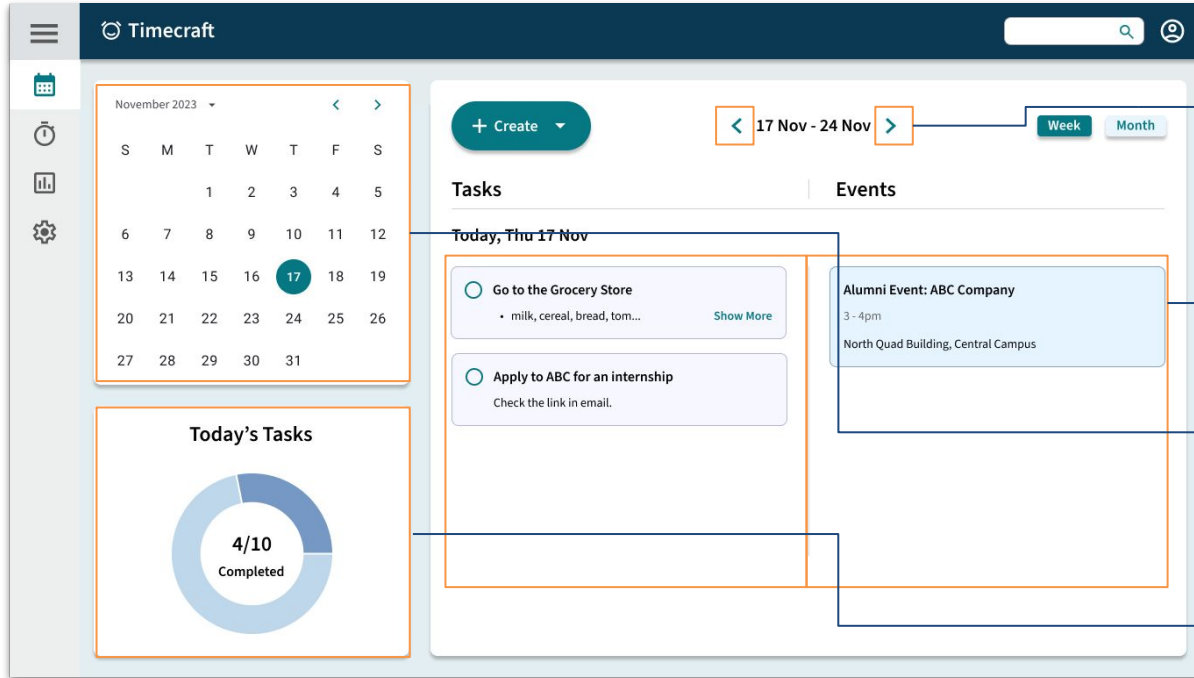 Timecraft
November 2023
S M T W T F S
1 2 3 4 5
6 7 8 9 10 11 12
13 14 15 16 17 18 19
20 21 22 23 24 25 26
27 28 29 30 31
Today's Tasks
4/10
Completed
+ Create
17 Nov - 24 Nov
Week Month
Tasks Events
Today, Thu 17 Nov
Go to the Grocery Store
• milk, cereal, bread, tom... Show More
Apply to ABC for an internship
Check the link in email.
Alumni Event: ABC Company
3 - 4pm
North Quad Building, Central Campus